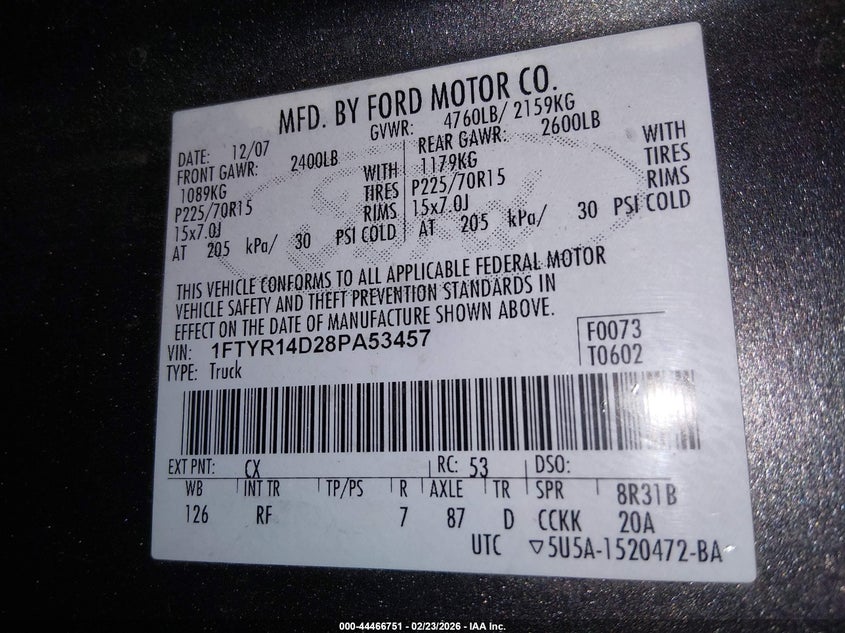 MFD. BY FORD MOTOR CO.
DATE: 12/07 GVWR: 4760LB/ 2159KG
FRONT GAWR: 2400LB REAR GAWR: 2600LB
1089KG WITH 1179KG WITH
P225/70R15 TIRES P225/70R15 TIRES
15x7.0J RIMS 15x7.0J RIMS
AT 205 kPa/ 30 PSI COLD AT 205 kPa/ 30 PSI COLD
THIS VEHICLE CONFORMS TO ALL APPLICABLE FEDERAL MOTOR
VEHICLE SAFETY AND THEFT PREVENTION STANDARDS IN
EFFECT ON THE DATE OF MANUFACTURE SHOWN ABOVE.
VIN: 1FTYR14D28PA53457 F0073
TYPE: Truck T0602
EXT PNT: CX RC: 53 DSO:
WB INT TR TP/PS R AXLE TR SPR 8R31B
126 RF 7 87 D CCKK 20A
UTC ▽5U5A-1520472-BA
000-44466751 - 02/23/2026 - IAA Inc.